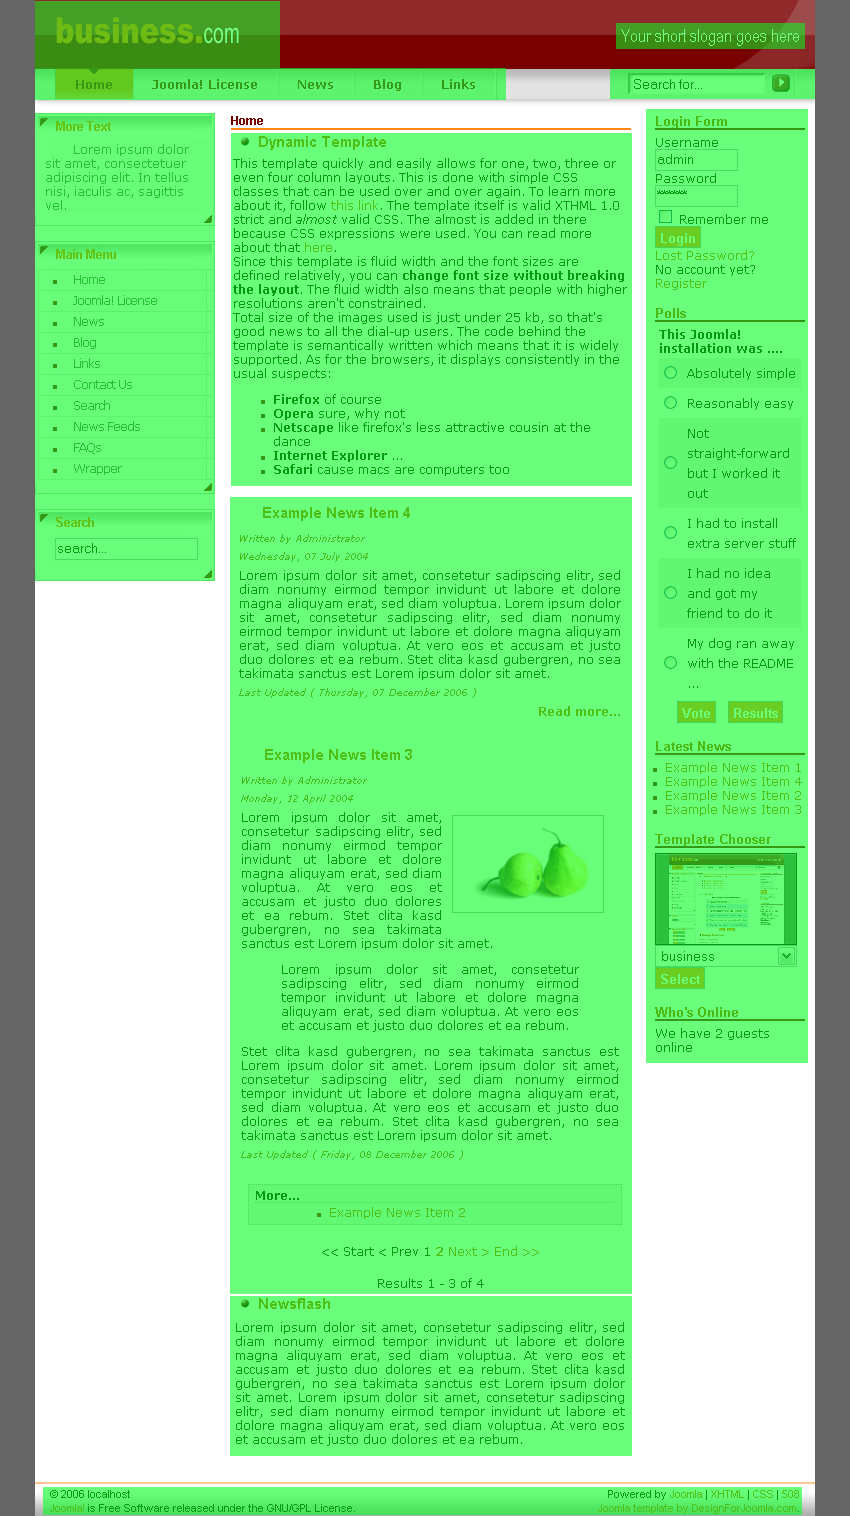 business.com
Your short slogan goes here
Home Joomla! License News Blog Links
Search for...
More Text
Lorem ipsum dolor
sit amet, consectetuer
adipiscing elit. In tellus
nisi, iaculis ac, sagittis
vel.
Main Menu
Home
Joomla! License
News
Blog
Links
Contact Us
Search
News Feeds
FAQs
Wrapper
Search
search...
Home
Dynamic Template
This template quickly and easily allows for one, two, three or
even four column layouts. This is done with simple CSS
classes that can be used over and over again. To learn more
about it, follow this link. The template itself is valid XTHML 1.0
strict and almost valid CSS. The almost is added in there
because CSS expressions were used. You can read more
about that here.
Since this template is fluid width and the font sizes are
defined relatively, you can change font size without breaking
the layout. The fluid width also means that people with higher
resolutions aren't constrained.
Total size of the images used is just under 25 kb, so that's
good news to all the dial-up users. The code behind the
template is semantically written which means that it is widely
supported. As for the browsers, it displays consistently in the
usual suspects:
Firefox of course
Opera sure, why not
Netscape like firefox's less attractive cousin at the
dance
Internet Explorer ...
Safari cause macs are computers too
Example News Item 4
Written by Administrator
Wednesday, 07 July 2004
Lorem ipsum dolor sit amet, consetetur sadipscing elitr, sed
diam nonumy eirmod tempor invidunt ut labore et dolore
magna aliquyam erat, sed diam voluptua. Lorem ipsum dolor
sit amet, consetetur sadipscing elitr, sed diam nonumy
eirmod tempor invidunt ut labore et dolore magna aliquyam
erat, sed diam voluptua. At vero eos et accusam et justo
duo dolores et ea rebum. Stet clita kasd gubergren, no sea
takimata sanctus est Lorem ipsum dolor sit amet.
Last Updated ( Thursday, 07 December 2006 )
Read more...
Example News Item 3
Written by Administrator
Monday, 12 April 2004
Lorem ipsum dolor sit amet,
consetetur sadipscing elitr, sed
diam nonumy eirmod tempor
invidunt ut labore et dolore
magna aliquyam erat, sed diam
voluptua. At vero eos et
accusam et justo duo dolores
et ea rebum. Stet clita kasd
gubergren, no sea takimata
sanctus est Lorem ipsum dolor sit amet.
Lorem ipsum dolor sit amet, consetetur
sadipscing elitr, sed diam nonumy eirmod
tempor invidunt ut labore et dolore magna
aliquyam erat, sed diam voluptua. At vero eos
et accusam et justo duo dolores et ea rebum.
Stet clita kasd gubergren, no sea takimata sanctus est
Lorem ipsum dolor sit amet. Lorem ipsum dolor sit amet,
consetetur sadipscing elitr, sed diam nonumy eirmod
tempor invidunt ut labore et dolore magna aliquyam erat,
sed diam voluptua. At vero eos et accusam et justo duo
dolores et ea rebum. Stet clita kasd gubergren, no sea
takimata sanctus est Lorem ipsum dolor sit amet.
Last Updated ( Friday, 08 December 2006 )
More...
Example News Item 2
<< Start < Prev 1 2 Next > End >>
Results 1 - 3 of 4
Newsflash
Lorem ipsum dolor sit amet, consetetur sadipscing elitr, sed
diam nonumy eirmod tempor invidunt ut labore et dolore
magna aliquyam erat, sed diam voluptua. At vero eos et
accusam et justo duo dolores et ea rebum. Stet clita kasd
gubergren, no sea takimata sanctus est Lorem ipsum dolor
sit amet. Lorem ipsum dolor sit amet, consetetur sadipscing
elitr, sed diam nonumy eirmod tempor invidunt ut labore et
dolore magna aliquyam erat, sed diam voluptua. At vero eos
et accusam et justo duo dolores et ea rebum.
Login Form
Username
admin
Password
******
Remember me
Login
Lost Password?
No account yet?
Register
Polls
This Joomla!
installation was ....
Absolutely simple
Reasonably easy
Not
straight-forward
but I worked it
out
I had to install
extra server stuff
I had no idea
and got my
friend to do it
My dog ran away
with the README
...
Vote Results
Latest News
Example News Item 1
Example News Item 4
Example News Item 2
Example News Item 3
Template Chooser
business
Select
Who's Online
We have 2 guests
online
© 2006 localhost
Joomla! is Free Software released under the GNU/GPL License.
Powered by Joomla | XHTML | CSS | 508
Joomla template by DesignForJoomla.com.